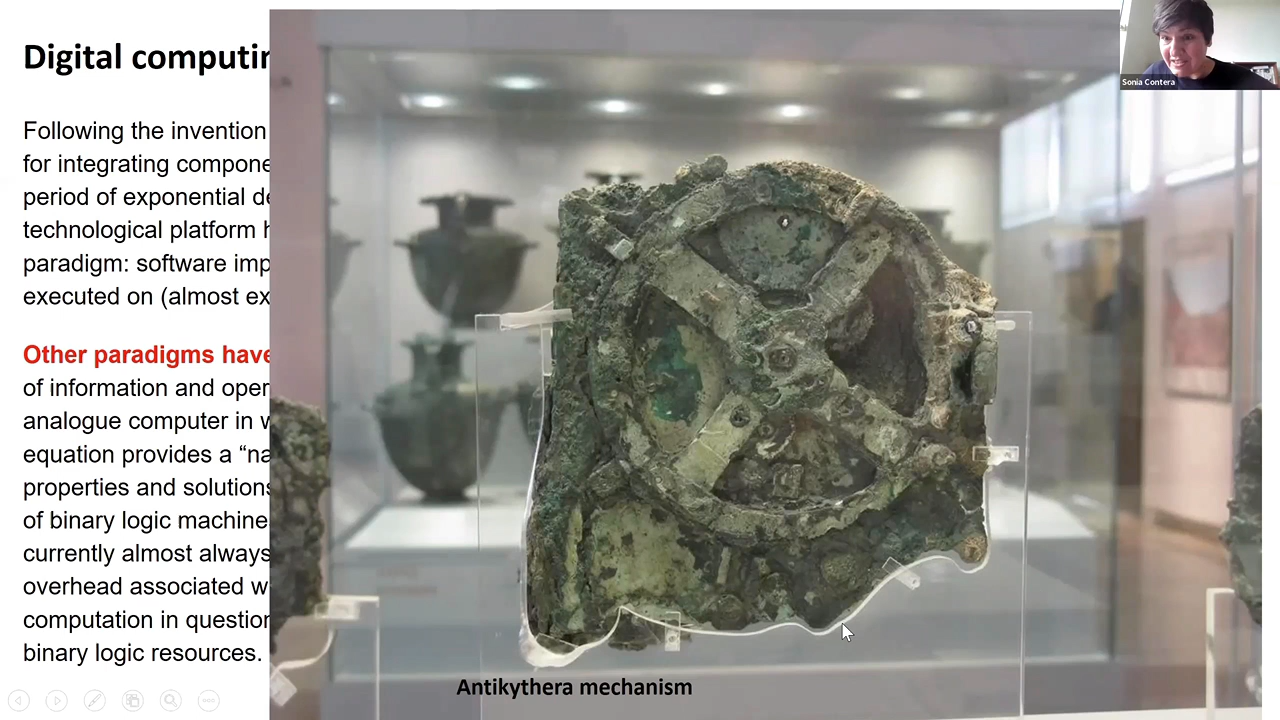 Digital computin
Following the invention
for integrating compone
period of exponential de
technological platform h
paradigm: software imp
executed on (almost ex
Other paradigms have
of information and oper
analogue computer in w
equation provides a “na
properties and solutions
of binary logic machine
currently almost always
overhead associated w
computation in question
binary logic resources.
Antikythera mechanism
Sonia Contera